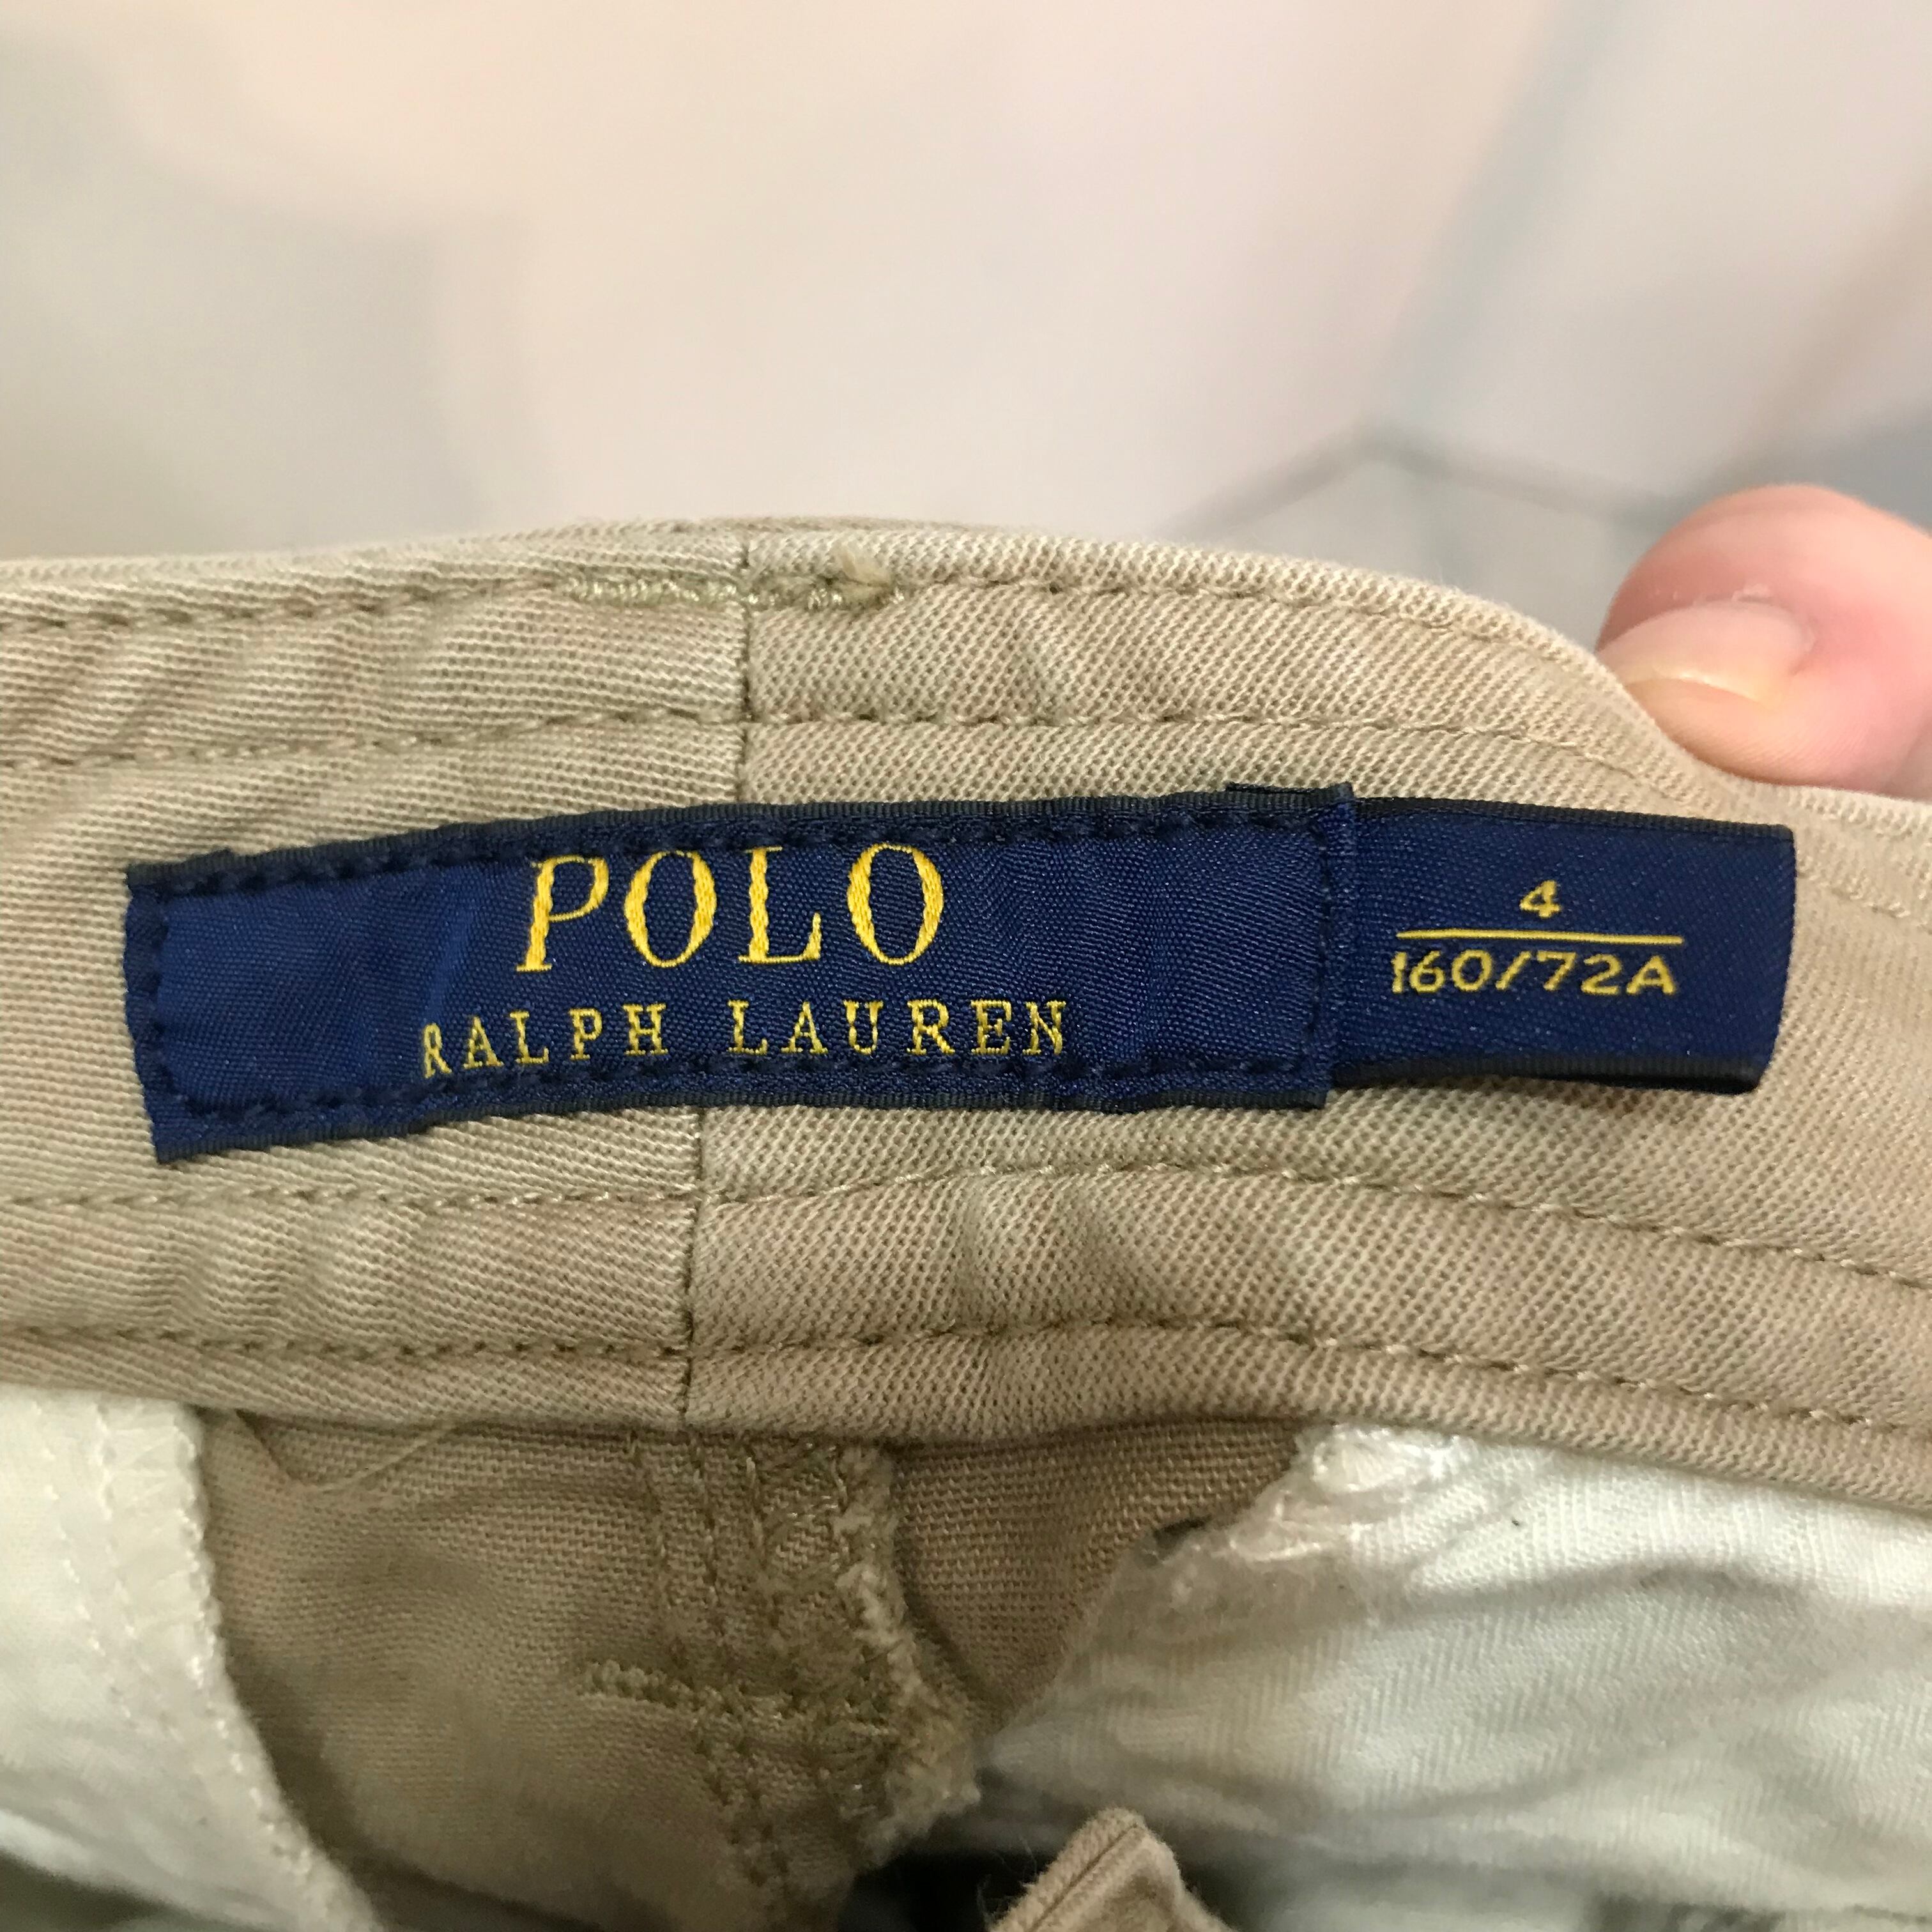 POLO
RALPH LAUREN
4
160/72A